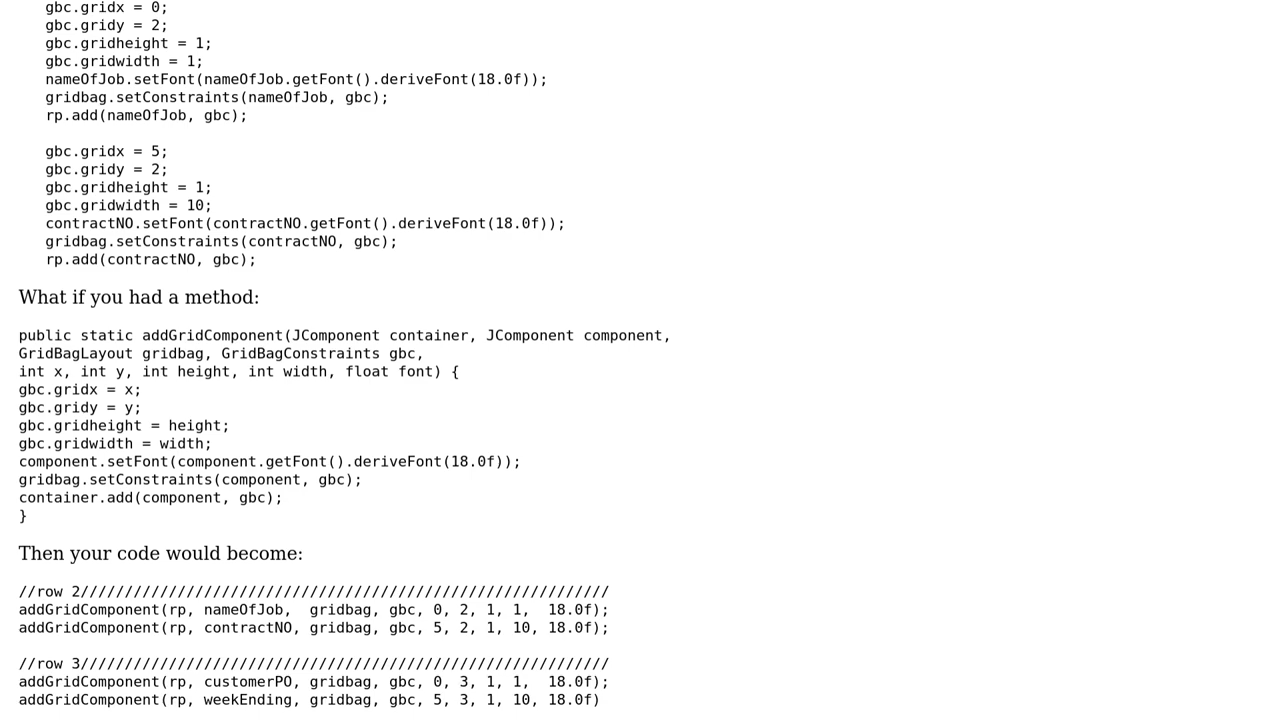 gbc.gridx = 0;
gbc.gridy = 2;
gbc.gridheight = 1;
gbc.gridwidth = 1;
nameOfJob.setFont(nameOfJob.getFont().deriveFont(18.0f));
gridbag.setConstraints(nameOfJob, gbc);
rp.add(nameOfJob, gbc);

gbc.gridx = 5;
gbc.gridy = 2;
gbc.gridheight = 1;
gbc.gridwidth = 10;
contractNO.setFont(contractNO.getFont().deriveFont(18.0f));
gridbag.setConstraints(contractNO, gbc);
rp.add(contractNO, gbc);

What if you had a method:

public static addGridComponent(JComponent container, JComponent component,
GridBagLayout gridbag, GridBagConstraints gbc,
int x, int y, int height, int width, float font) {
gbc.gridx = x;
gbc.gridy = y;
gbc.gridheight = height;
gbc.gridwidth = width;
component.setFont(component.getFont().deriveFont(18.0f));
gridbag.setConstraints(component, gbc);
container.add(component, gbc);
}

Then your code would become:

//row 2////////////////////////////////////////////////////////////
addGridComponent(rp, nameOfJob,  gridbag, gbc, 0, 2, 1, 1,  18.0f);
addGridComponent(rp, contractNO, gridbag, gbc, 5, 2, 1, 10, 18.0f);

//row 3////////////////////////////////////////////////////////////
addGridComponent(rp, customerPO, gridbag, gbc, 0, 3, 1, 1,  18.0f);
addGridComponent(rp, weekEnding, gridbag, gbc, 5, 3, 1, 10, 18.0f)